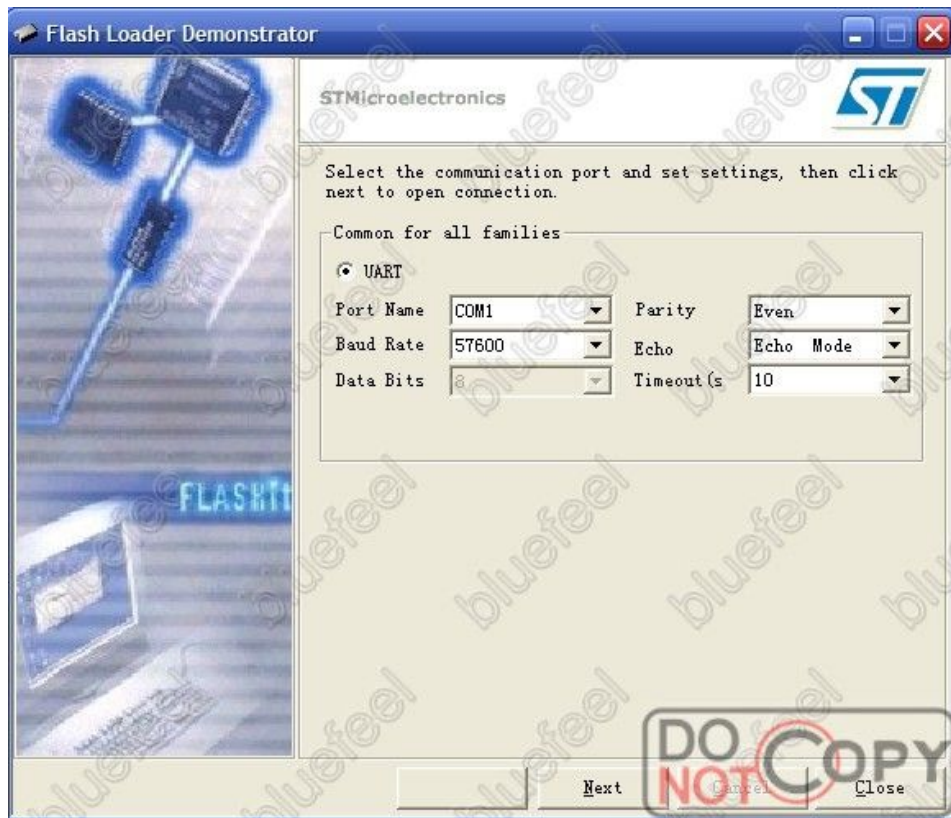 Flash Loader Demonstrator
STMicroelectronics
ST
Select the communication port and set settings, then click
next to open connection.
Common for all families
UART
Port Name COM1 Parity Even
Baud Rate 57600 Echo Echo Mode
Data Bits 8 Timeout(s 10
FLASHit
Next Cancel Close
DO NOT COPY
bluefeel